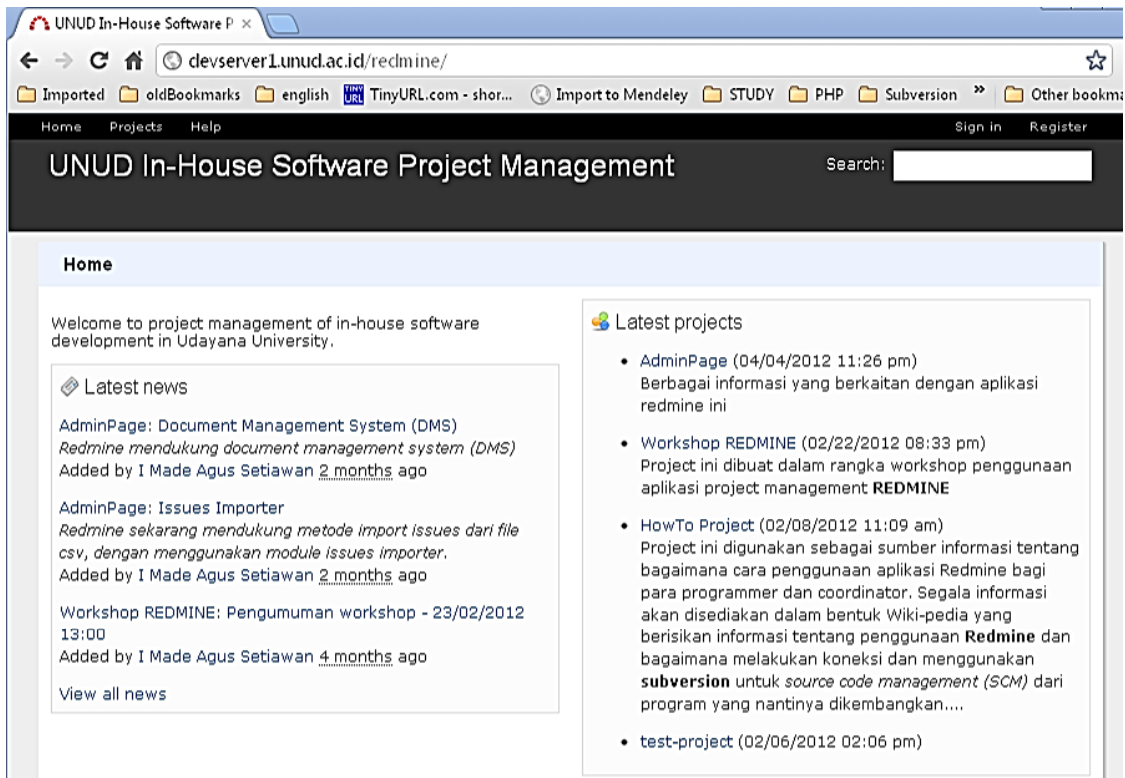 UNUD In-House Software P ×
devserver1.unud.ac.id/redmine/
Imported oldBookmarks english TINY URL TinyURL.com - shor... Import to Mendeley STUDY PHP Subversion » Other bookma
Home Projects Help Sign in Register
UNUD In-House Software Project Management Search:
Home
Welcome to project management of in-house software
development in Udayana University.
Latest news
AdminPage: Document Management System (DMS)
Redmine mendukung document management system (DMS)
Added by I Made Agus Setiawan 2 months ago
AdminPage: Issues Importer
Redmine sekarang mendukung metode import issues dari file
csv, dengan menggunakan module issues importer.
Added by I Made Agus Setiawan 2 months ago
Workshop REDMINE: Pengumuman workshop - 23/02/2012
13:00
Added by I Made Agus Setiawan 4 months ago
View all news
Latest projects
• AdminPage (04/04/2012 11:26 pm)
Berbagai informasi yang berkaitan dengan aplikasi
redmine ini
• Workshop REDMINE (02/22/2012 08:33 pm)
Project ini dibuat dalam rangka workshop penggunaan
aplikasi project management REDMINE
• HowTo Project (02/08/2012 11:09 am)
Project ini digunakan sebagai sumber informasi tentang
bagaimana cara penggunaan aplikasi Redmine bagi
para programmer dan coordinator. Segala informasi
akan disediakan dalam bentuk Wiki-pedia yang
berisikan informasi tentang penggunaan Redmine dan
bagaimana melakukan koneksi dan menggunakan
subversion untuk source code management (SCM) dari
program yang nantinya dikembangkan....
• test-project (02/06/2012 02:06 pm)